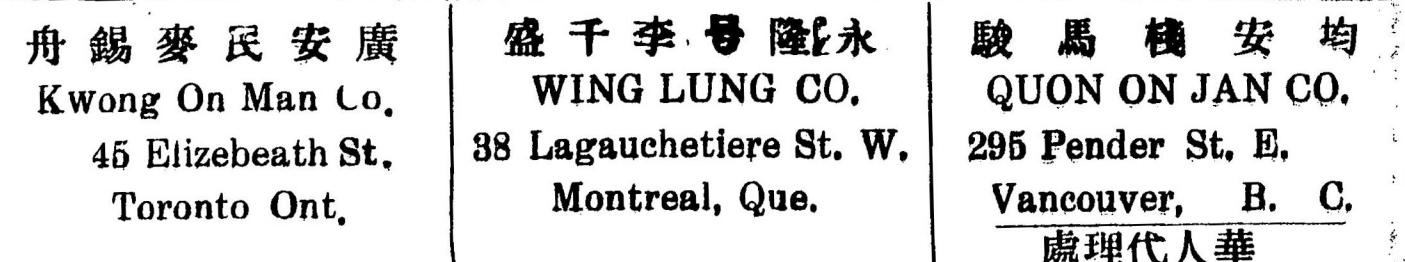 廣安民麥錫舟
Kwong On Man Co.
45 Elizebeath St.
Toronto Ont.
永隆号李千盛
WING LUNG CO.
38 Lagauchetiere St. W.
Montreal, Que.
均安棧馬駿
QUON ON JAN CO.
295 Pender St. E.
Vancouver, B. C.
華人代理處